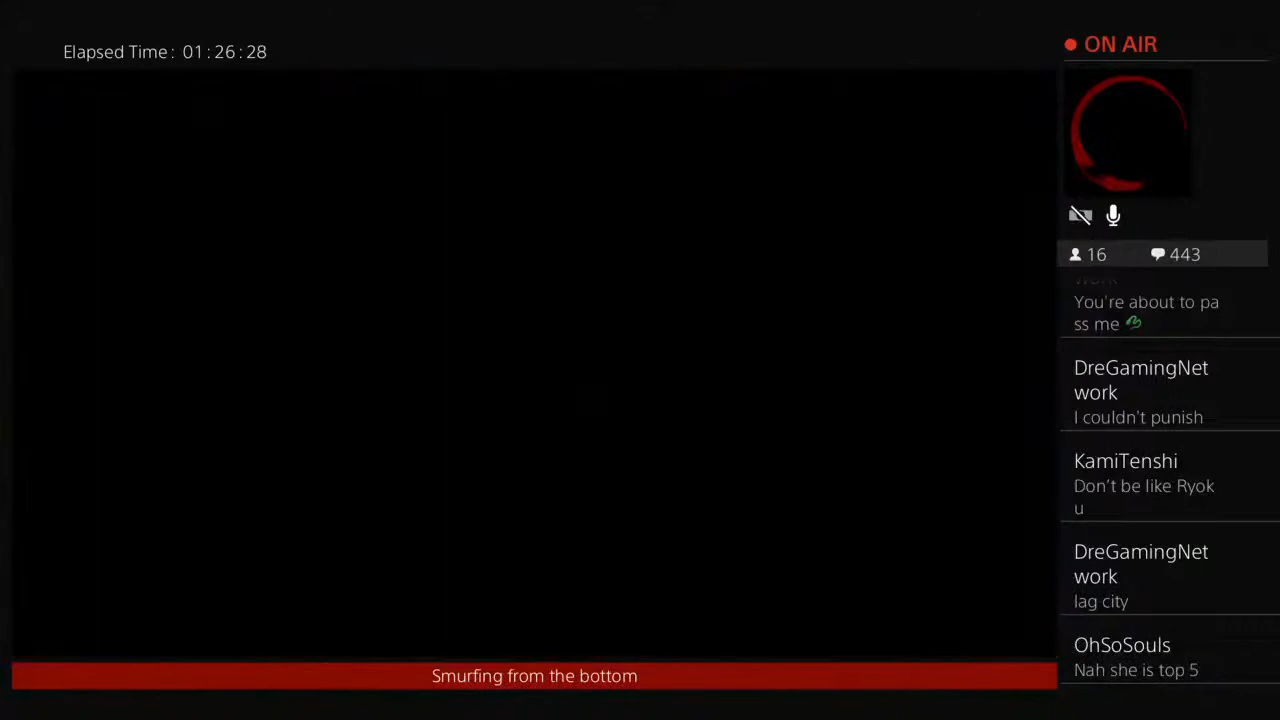 Elapsed Time: 01:26:28
ON AIR
16 443
You're about to pa
ss me
DreGamingNet
work
I couldn't punish
KamiTenshi
Don't be like Ryok
u
DreGamingNet
work
lag city
OhSoSouls
Nah she is top 5
Smurfing from the bottom